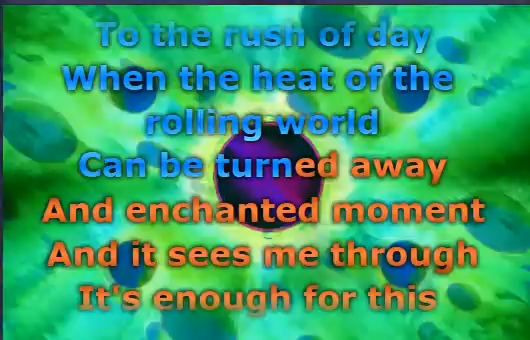 To the rush of day
When the heat of the
rolling world
Can be turned away
And enchanted moment
And it sees me through
It's enough for this